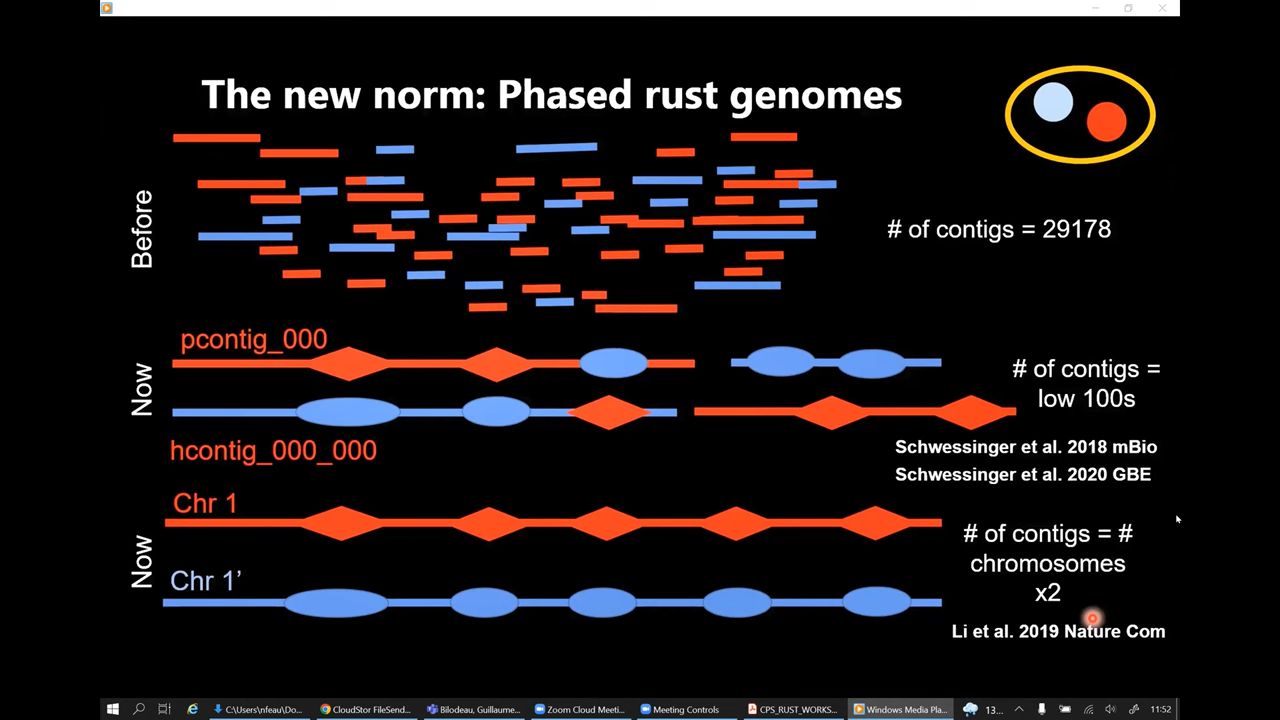 The new norm: Phased rust genomes
Before
# of contigs = 29178
pcontig_000
Now
# of contigs =
low 100s
hcontig_000_000
Schwessinger et al. 2018 mBio
Schwessinger et al. 2020 GBE
Chr 1
Now
# of contigs = #
chromosomes
x2
Chr 1’
Li et al. 2019 Nature Com
C:\Users\nfeau\Do...
CloudStor FileSend...
Bilodeau, Guillaume...
Zoom Cloud Meeti...
Meeting Controls
CPS_RUST_WORKS...
Windows Media Pla...
13...
11:52